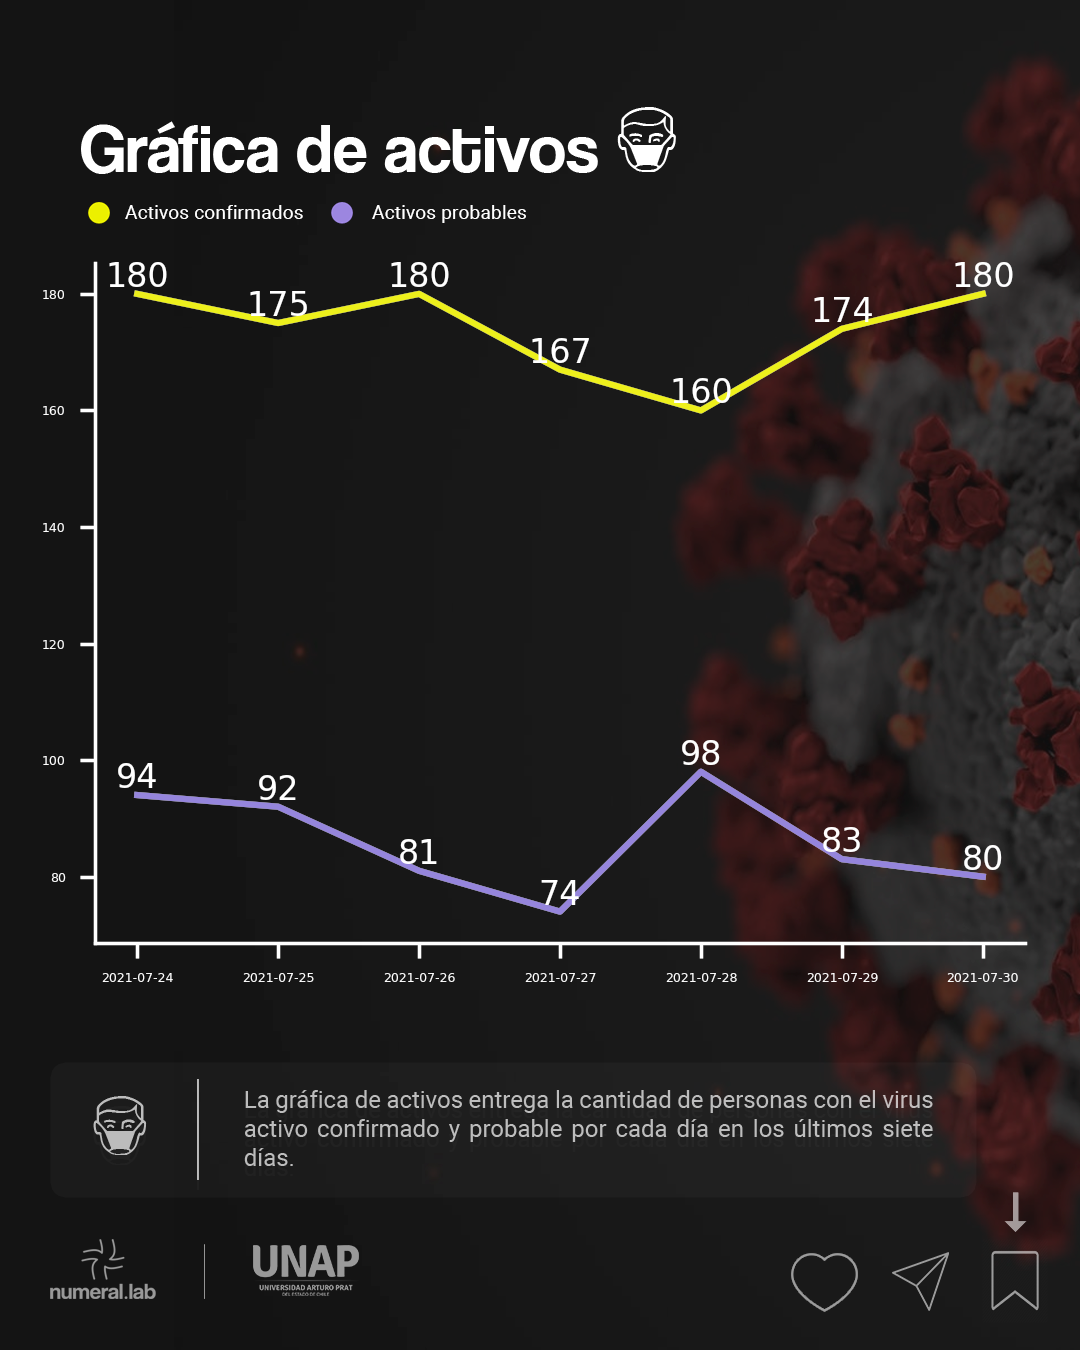 Gráfica de activos
Activos confirmados Activos probables
180 175 180 167 160 174 180
180
160
140
120
100
80
94 92 81 74 98 83 80
2021-07-24 2021-07-25 2021-07-26 2021-07-27 2021-07-28 2021-07-29 2021-07-30
La gráfica de activos entrega la cantidad de personas con el virus
activo confirmado y probable por cada día en los últimos siete
días.
numeral.lab
UNAP
UNIVERSIDAD ARTURO PRAT
DEL ESTADO DE CHILE